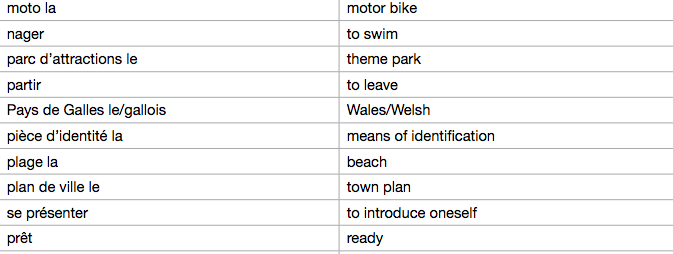 moto la motor bike
nager to swim
parc d’attractions le theme park
partir to leave
Pays de Galles le/gallois Wales/Welsh
pièce d’identité la means of identification
plage la beach
plan de ville le town plan
se présenter to introduce oneself
prêt ready